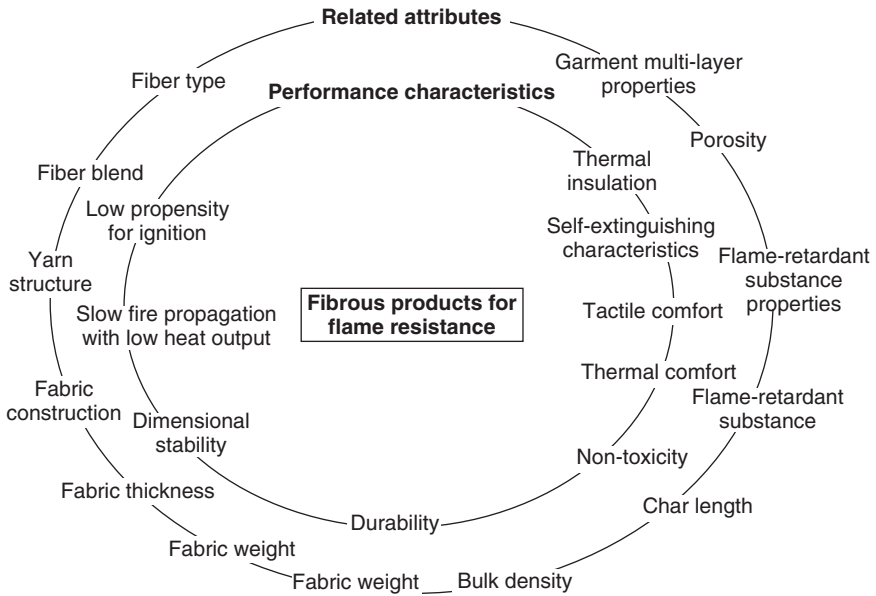 Related attributes
Garment multi-layer
properties
Fiber type
Performance characteristics
Porosity
Thermal
insulation
Fiber blend
Low propensity
for ignition
Self-extinguishing
characteristics
Yarn
structure
Flame-retardant
substance
properties
Fibrous products for
flame resistance
Slow fire propagation
with low heat output
Tactile comfort
Thermal comfort
Fabric
construction
Flame-retardant
substance
Dimensional
stability
Non-toxicity
Fabric thickness
Char length
Durability
Fabric weight
Fabric weight
Bulk density